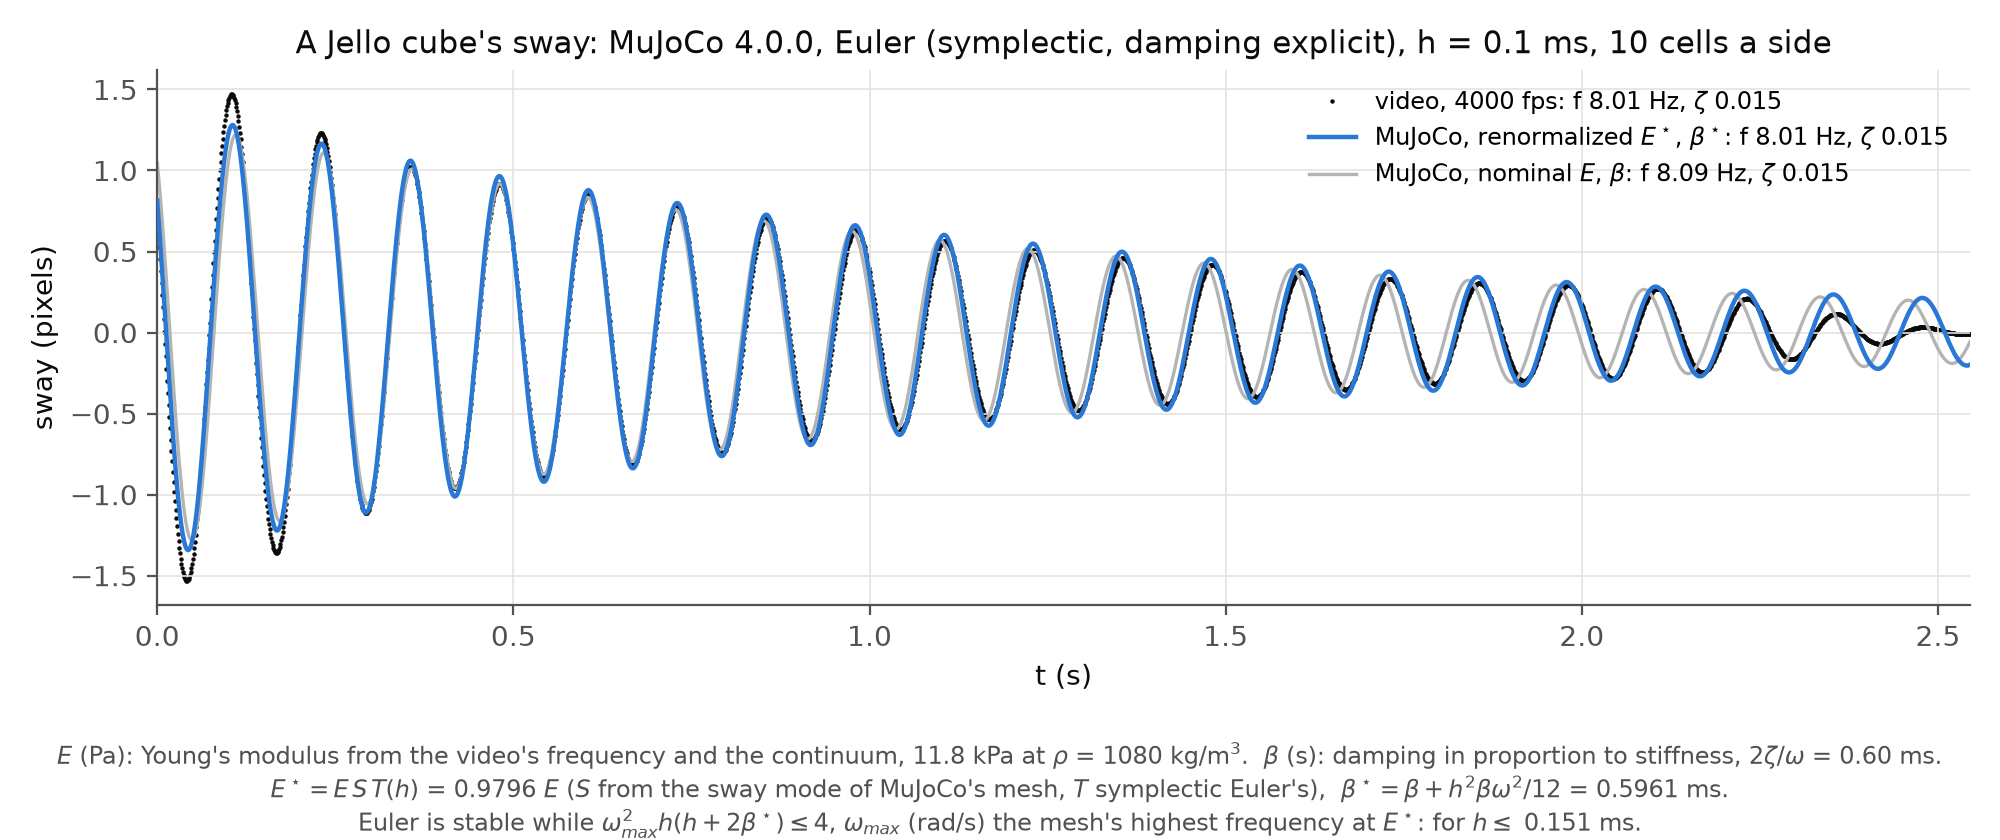 A Jello cube's sway: MuJoCo 4.0.0, Euler (symplectic, damping explicit), h = 0.1 ms, 10 cells a side
video, 4000 fps: f 8.01 Hz, ζ 0.015
MuJoCo, renormalized E⋆, β⋆: f 8.01 Hz, ζ 0.015
MuJoCo, nominal E, β: f 8.09 Hz, ζ 0.015
sway (pixels)
1.5
1.0
0.5
0.0
−0.5
−1.0
−1.5
0.0 0.5 1.0 1.5 2.0 2.5
t (s)
E (Pa): Young's modulus from the video's frequency and the continuum, 11.8 kPa at ρ = 1080 kg/m³. β (s): damping in proportion to stiffness, 2ζ/ω = 0.60 ms.
E⋆ = E S T(h) = 0.9796 E (S from the sway mode of MuJoCo's mesh, T symplectic Euler's), β⋆ = β + h²βω²/12 = 0.5961 ms.
Euler is stable while ω²ₘₐₓh(h + 2β⋆) ≤ 4, ωₘₐₓ (rad/s) the mesh's highest frequency at E⋆: for h ≤ 0.151 ms.